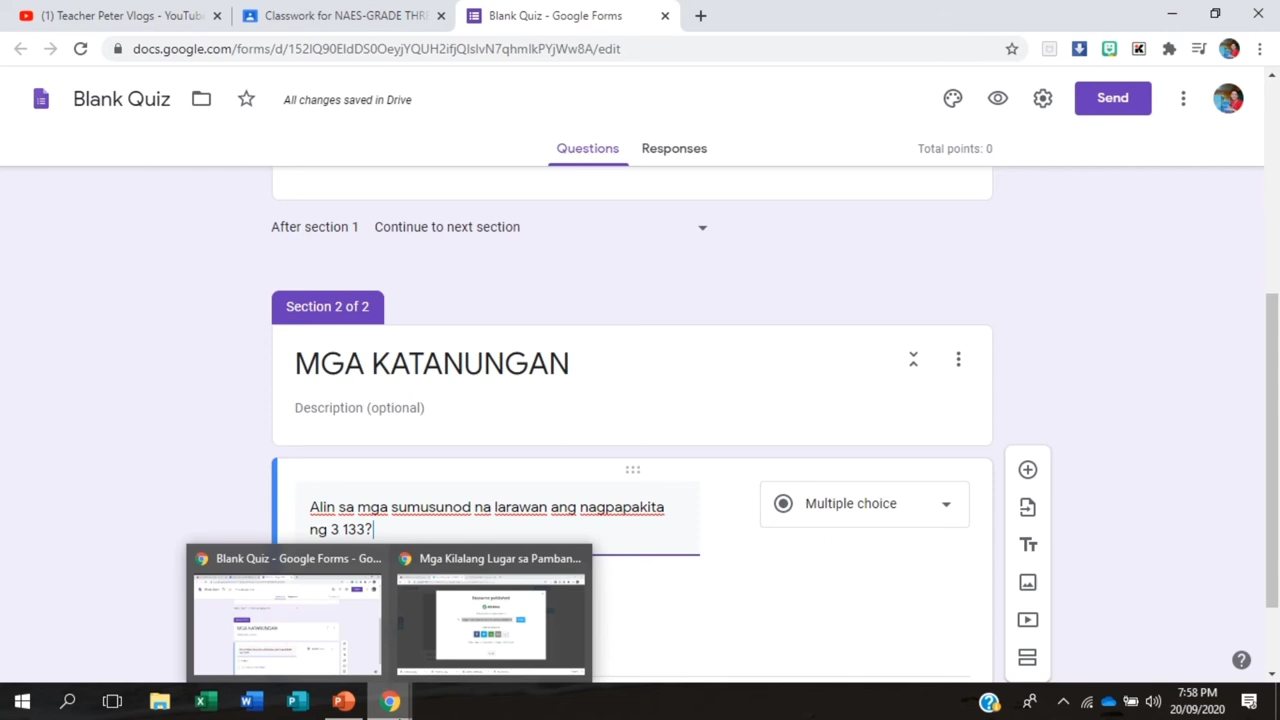 (1) Teacher Peter Vlogs - YouTube
Classwork for NAES-GRADE THRE
Blank Quiz - Google Forms
docs.google.com/forms/d/152lQ90EldDS0OeyjYQUH2ifjQlslvN7qhmlkPYjWw8A/edit
Blank Quiz
All changes saved in Drive
Send
Questions
Responses
Total points: 0
After section 1 Continue to next section
Section 2 of 2
MGA KATANUNGAN
Description (optional)
Alin sa mga sumusunod na larawan ang nagpapakita
ng 3 133?
Multiple choice
Blank Quiz - Google Forms - Go...
Mga Kilalang Lugar sa Pamban...
7:58 PM
20/09/2020